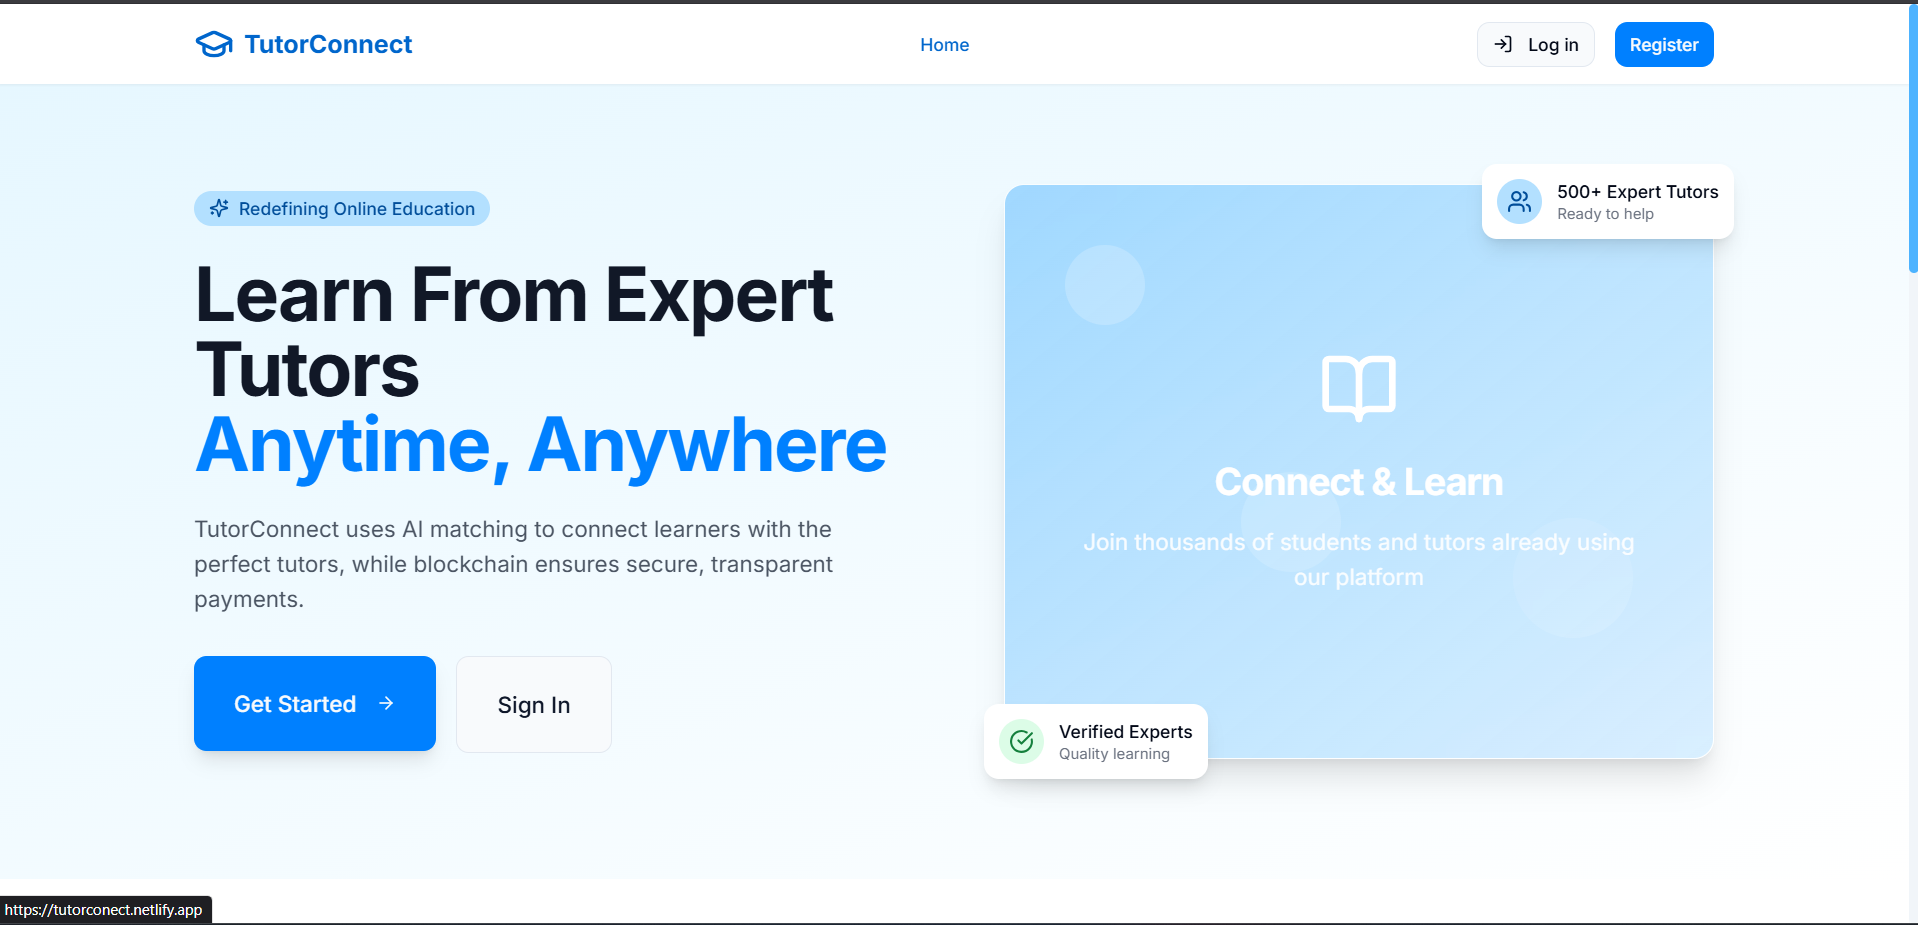 TutorConnect
Home
Log in
Register
Redefining Online Education
Learn From Expert
Tutors
Anytime, Anywhere
TutorConnect uses AI matching to connect learners with the
perfect tutors, while blockchain ensures secure, transparent
payments.
Get Started
Sign In
500+ Expert Tutors
Ready to help
Connect & Learn
Join thousands of students and tutors already using
our platform
Verified Experts
Quality learning
https://tutorconect.netlify.app